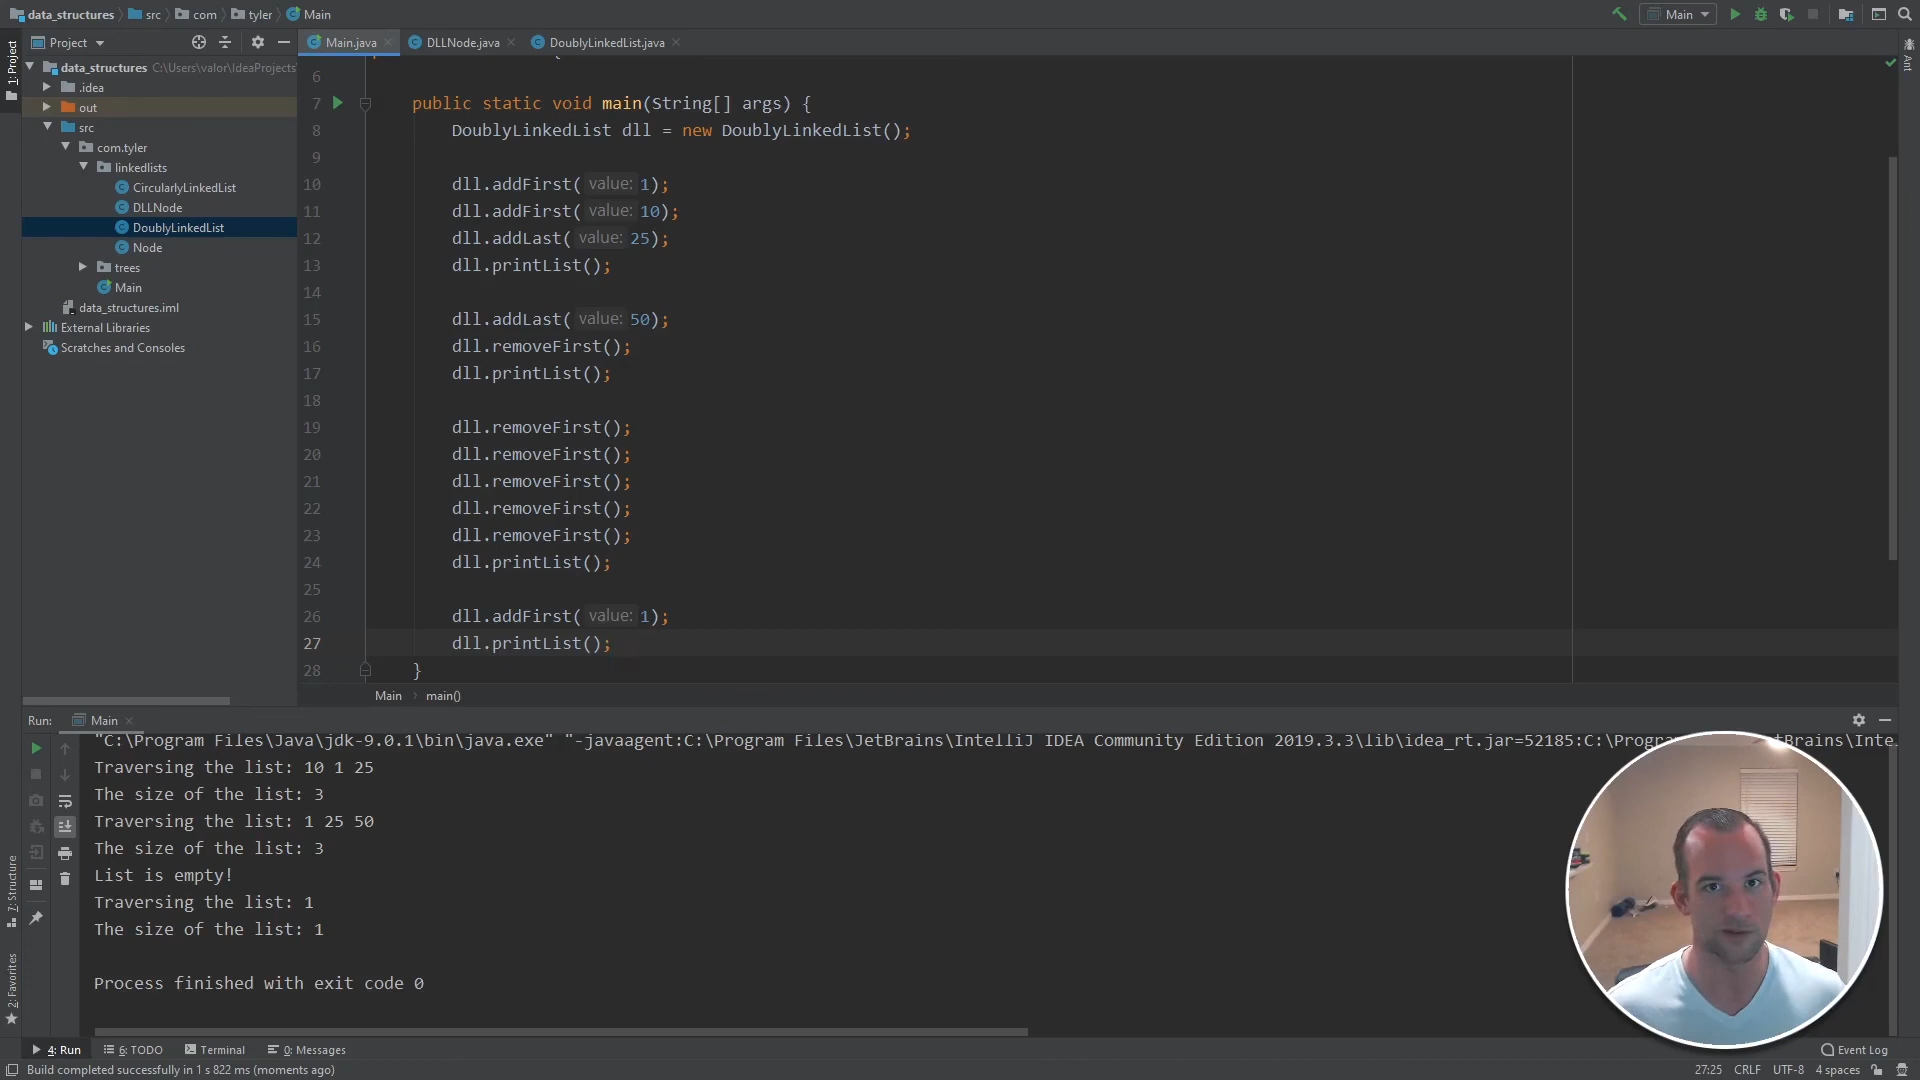 data_structures src com tyler Main
Main
Project
Main.java
DLLNode.java
DoublyLinkedList.java
1: Project
Ant
data_structures C:\Users\valor\IdeaProjects
.idea
out
src
com.tyler
linkedlists
CircularlyLinkedList
DLLNode
DoublyLinkedList
Node
trees
Main
data_structures.iml
External Libraries
Scratches and Consoles
6
7 public static void main(String[] args) {
8 DoublyLinkedList dll = new DoublyLinkedList();
9
10 dll.addFirst( value: 1);
11 dll.addFirst( value: 10);
12 dll.addLast( value: 25);
13 dll.printList();
14
15 dll.addLast( value: 50);
16 dll.removeFirst();
17 dll.printList();
18
19 dll.removeFirst();
20 dll.removeFirst();
21 dll.removeFirst();
22 dll.removeFirst();
23 dll.removeFirst();
24 dll.printList();
25
26 dll.addFirst( value: 1);
27 dll.printList();
28 }
Main main()
Run: Main
"C:\Program Files\Java\jdk-9.0.1\bin\java.exe" "-javaagent:C:\Program Files\JetBrains\IntelliJ IDEA Community Edition 2019.3.3\lib\idea_rt.jar=52185:C:\Program
Traversing the list: 10 1 25
The size of the list: 3
Traversing the list: 1 25 50
The size of the list: 3
List is empty!
Traversing the list: 1
The size of the list: 1
Process finished with exit code 0
7: Structure
2: Favorites
4: Run
6: TODO
Terminal
0: Messages
Event Log
Build completed successfully in 1 s 822 ms (moments ago)
27:25 CRLF UTF-8 4 spaces